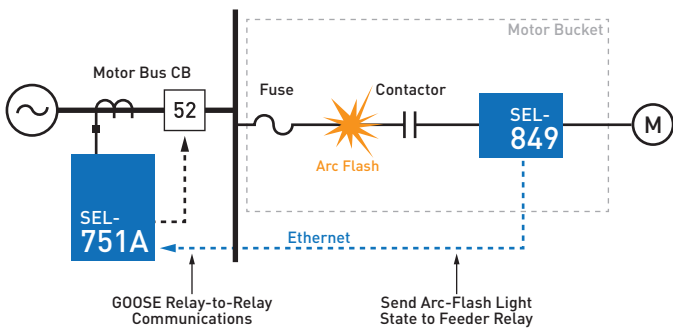 Motor Bucket
Motor Bus CB
Fuse
Contactor
52
SEL-
849
M
Arc Flash
SEL-
751A
Ethernet
GOOSE Relay-to-Relay
Communications
Send Arc-Flash Light
State to Feeder Relay